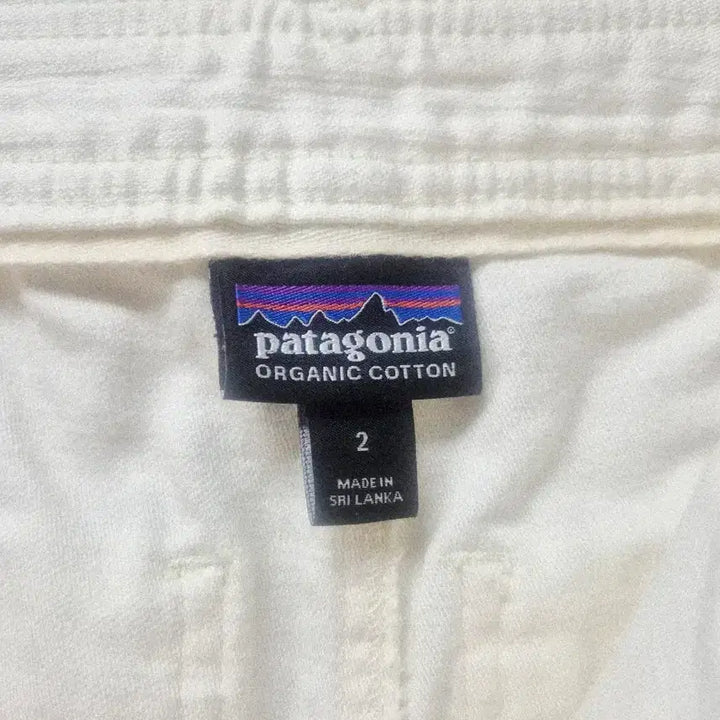 patagonia®
ORGANIC COTTON
2
MADE IN
SRI LANKA